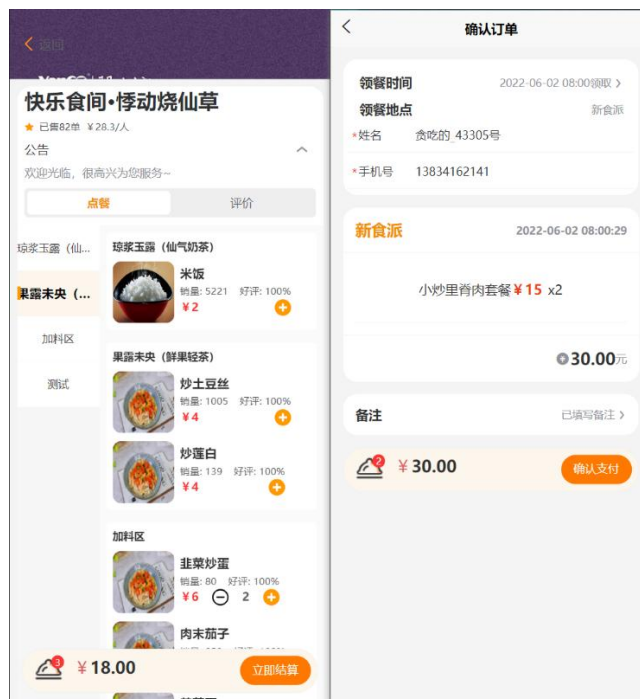 返回
快乐食间·悸动烧仙草
已售82单 ¥28.3/人
公告
欢迎光临，很高兴为您服务~
点餐
评价
琼浆玉露（仙...
果露未央（...
加料区
测试
琼浆玉露（仙气奶茶）
米饭
销量: 5221 好评: 100%
¥2
果露未央（鲜果轻茶）
炒土豆丝
销量: 1005 好评: 100%
¥4
炒莲白
销量: 139 好评: 100%
¥4
加料区
韭菜炒蛋
销量: 80 好评: 100%
¥6 2
肉末茄子
3 ¥18.00
立即结算
确认订单
领餐时间 2022-06-02 08:00领取
领餐地点 新食派
*姓名 贪吃的_43305号
*手机号 13834162141
新食派 2022-06-02 08:00:29
小炒里脊肉套餐¥15 x2
30.00元
备注 已填写备注
2 ¥30.00
确认支付